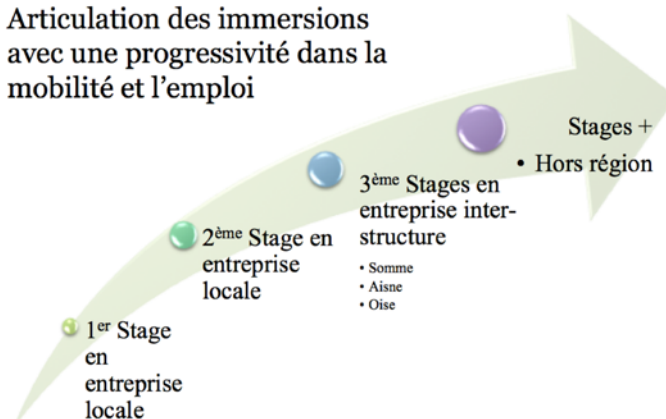 Articulation des immersions
avec une progressivité dans la
mobilité et l'emploi
1er Stage
en
entreprise
locale
2ème Stage en
entreprise
locale
3ème Stages en
entreprise inter-
structure
• Somme
• Aisne
• Oise
Stages +
• Hors région